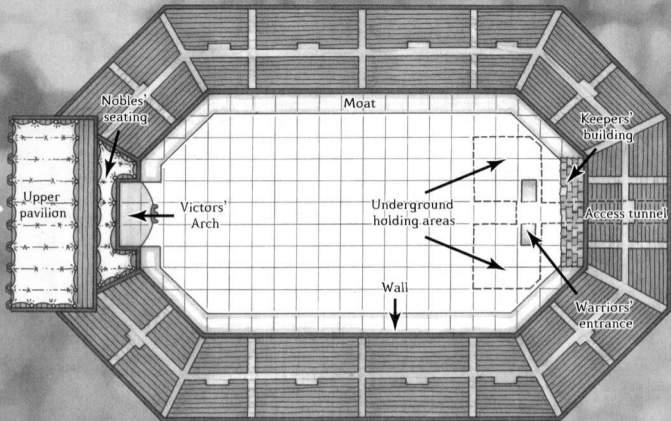 Nobles'
seating
Moat
Keepers'
building
Upper
pavilion
Victors'
Arch
Underground
holding areas
Access tunnel
Wall
Warriors'
entrance